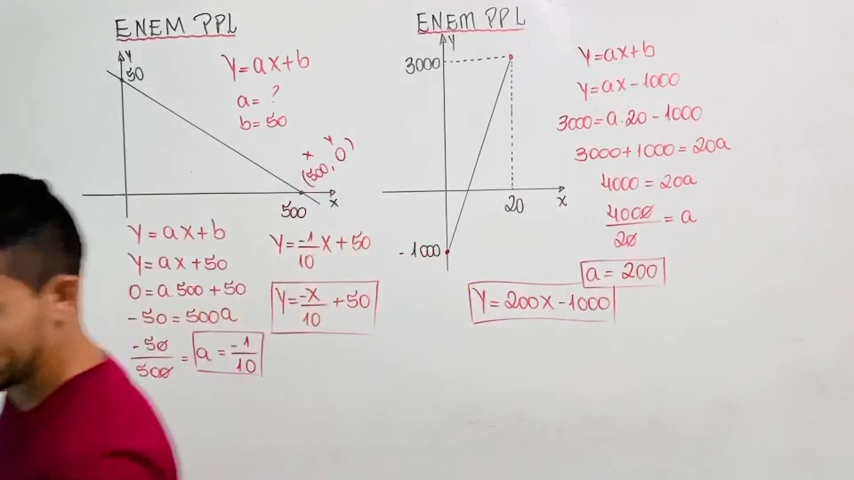 ENEM PPL
Y
50
Y=ax+b
a= ?
b=50
x Y
(500, 0)
500
x
Y=ax+b
Y=ax+50
0=a.500+50
-50=500a
-50/500 = a = -1/10
Y=-1/10 x+50
Y=-x/10 +50
ENEM PPL
Y
3000
20
x
-1000
Y=ax+b
Y=ax-1000
3000=a.20-1000
3000+1000=20a
4000=20a
4000/20 = a
a=200
Y=200x-1000